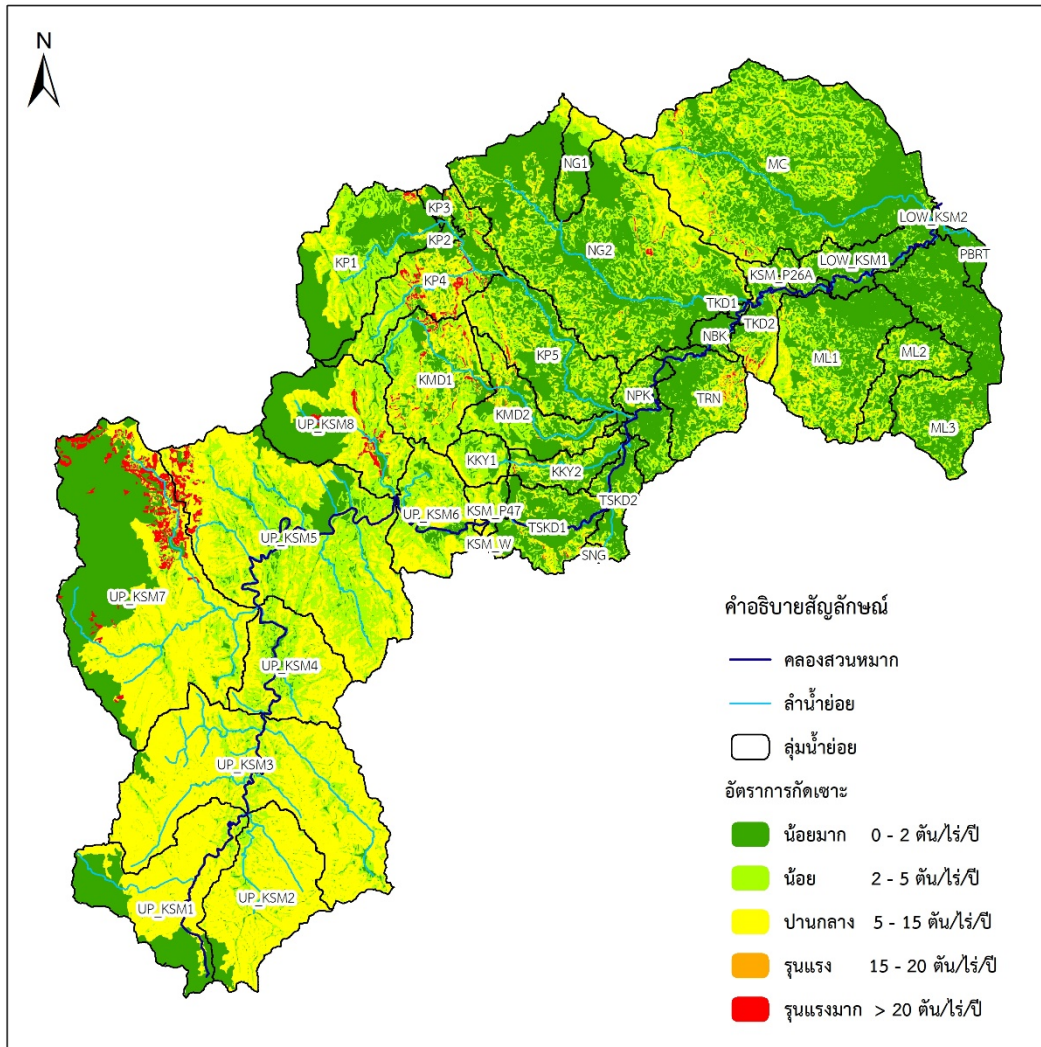 N
NG1
MC
KP3
LOW_KSM2
KP2
NG2
PBRT
KP1
LOW_KSM1
KSM_P26A
KP4
TKD1
TKD2
NBK
KP5
ML2
ML1
KMD1
NPK
TRN
KMD2
UP_KSM8
ML3
KKY1
KKY2
TSKD2
KSM_P47
UP_KSM6
TSKD1
UP_KSM5
KSM_W
SNG
UP_KSM7
UP_KSM4
UP_KSM3
UP_KSM2
UP_KSM1
คำอธิบายสัญลักษณ์
คลองสวนหมาก
ลำน้ำย่อย
ลุ่มน้ำย่อย
อัตราการกัดเซาะ
น้อยมาก 0 - 2 ตัน/ไร่/ปี
น้อย 2 - 5 ตัน/ไร่/ปี
ปานกลาง 5 - 15 ตัน/ไร่/ปี
รุนแรง 15 - 20 ตัน/ไร่/ปี
รุนแรงมาก > 20 ตัน/ไร่/ปี